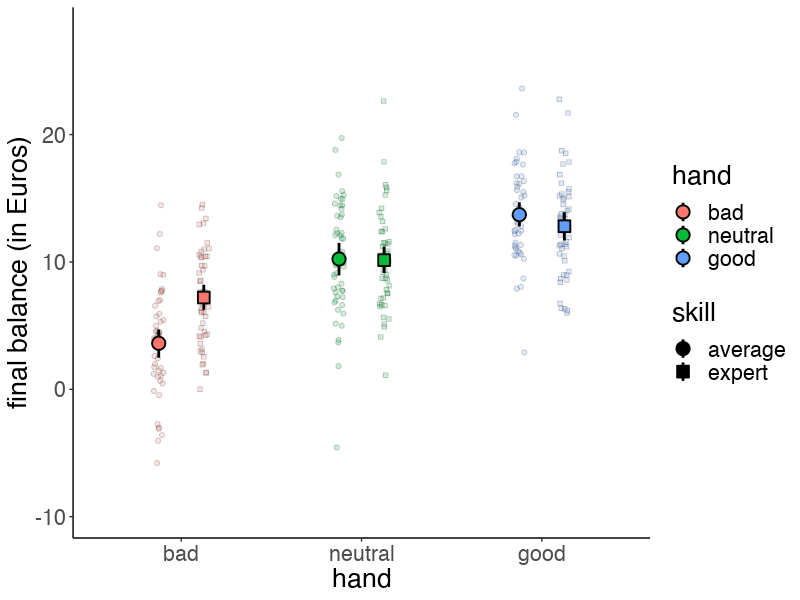 final balance (in Euros)
20
10
0
-10
bad
neutral
good
hand
hand
bad
neutral
good
skill
average
expert